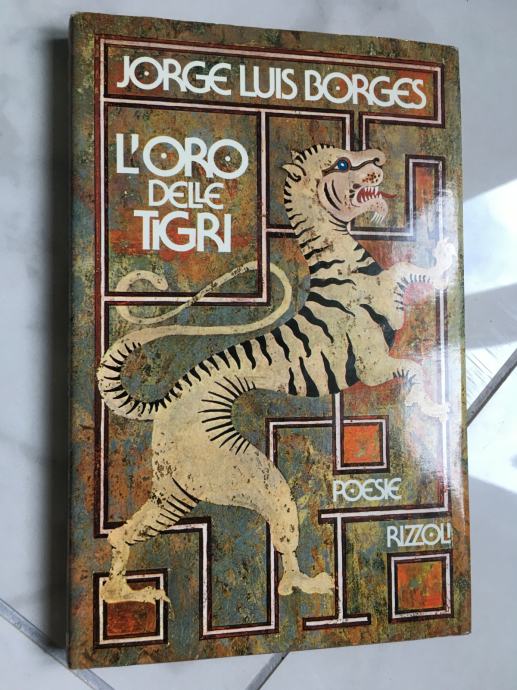 JORGE LUIS BORGES
L'ORO
DELLE
TIGRI
POESIE
RIZZOLI